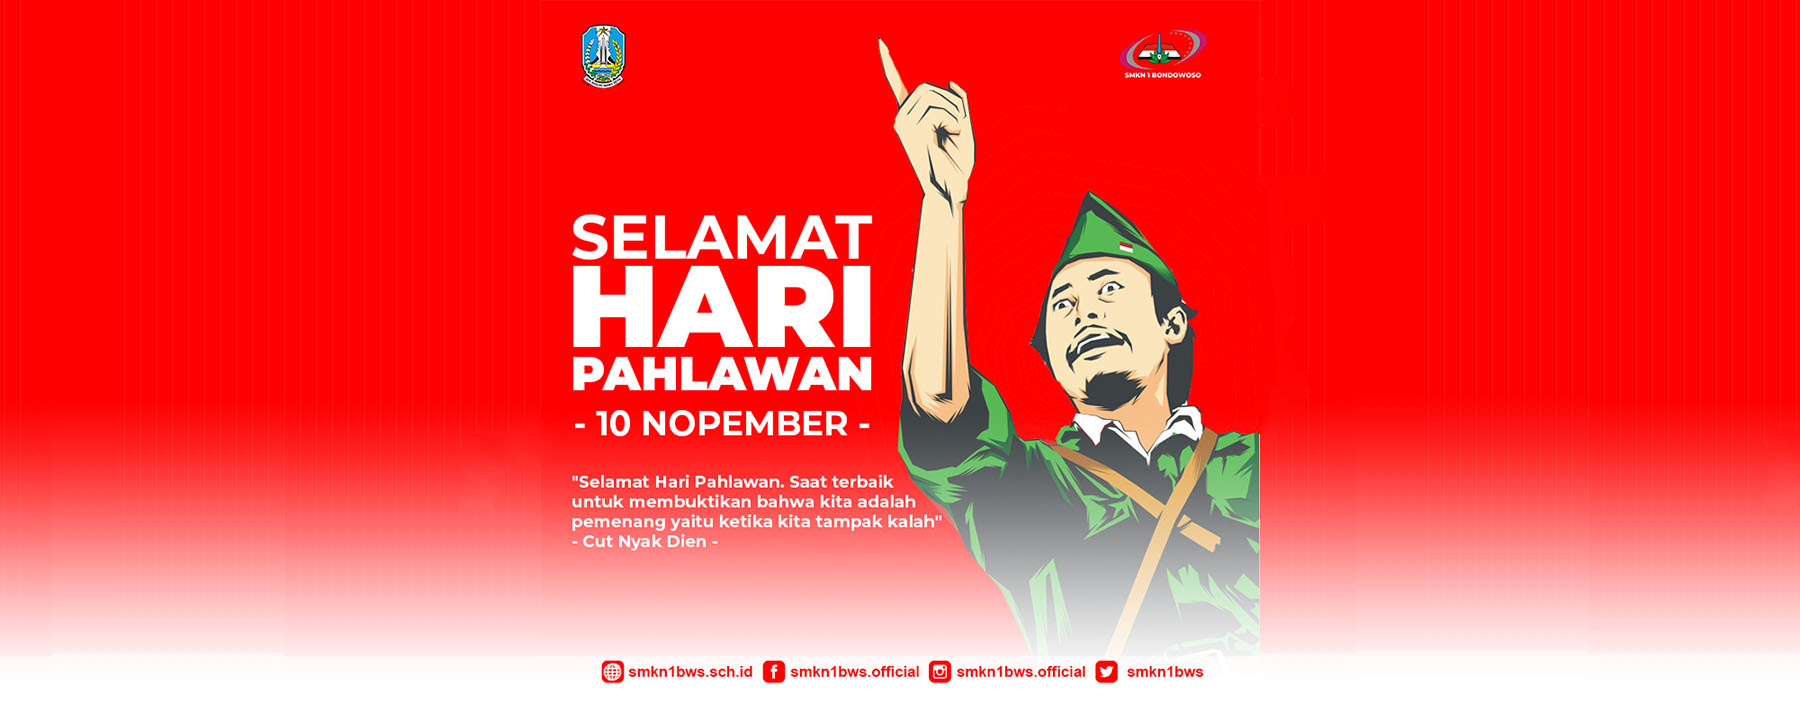 SMKN 1 BONDOWOSO
SELAMAT
HARI
PAHLAWAN
- 10 NOPEMBER -
"Selamat Hari Pahlawan. Saat terbaik
untuk membuktikan bahwa kita adalah
pemenang yaitu ketika kita tampak kalah"
- Cut Nyak Dien -
smkn1bws.sch.id smkn1bws.official smkn1bws.official smkn1bws